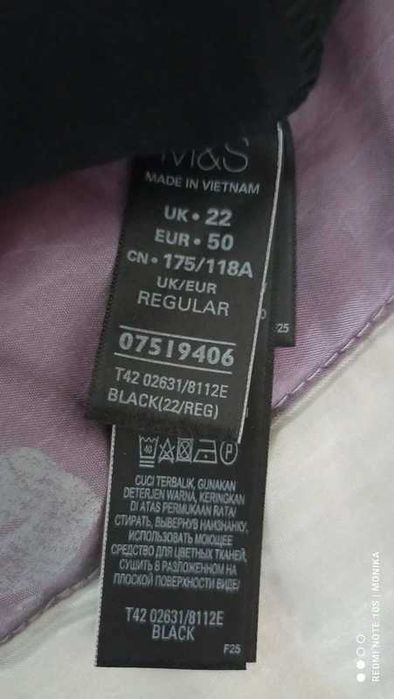 M&S
MADE IN VIETNAM
UK • 22
EUR • 50
CN • 175/118A
UK/EUR
REGULAR
07519406
T42 02631/8112E
BLACK(22/REG)
25
40
P
CUCI TERBALIK, GUNAKAN
DETERJEN WARNA, KERINGKAN
DI ATAS PERMUKAAN RATA/
СТИРАТЬ, ВЫВЕРНУВ НАИЗНАНКУ,
ИСПОЛЬЗОВАТЬ МОЮЩЕЕ
СРЕДСТВО ДЛЯ ЦВЕТНЫХ ТКАНЕЙ,
СУШИТЬ В РАЗЛОЖЕННОМ НА
ПЛОСКОЙ ПОВЕРХНОСТИ ВИДЕ/
T42 02631/8112E
BLACK
F25
REDMI NOTE 10S | MONIKA